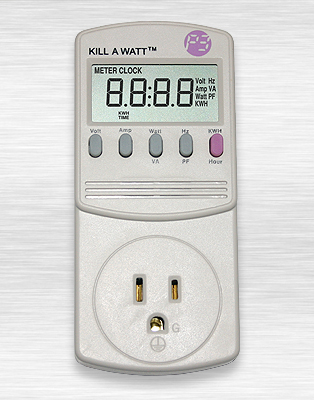 KILL A WATT™ P3
METER CLOCK
8.8:8.8
Volt Hz
Amp VA
Watt PF
KWH
KWH
TIME
Volt Amp Watt Hz KWH
VA PF Hour
G